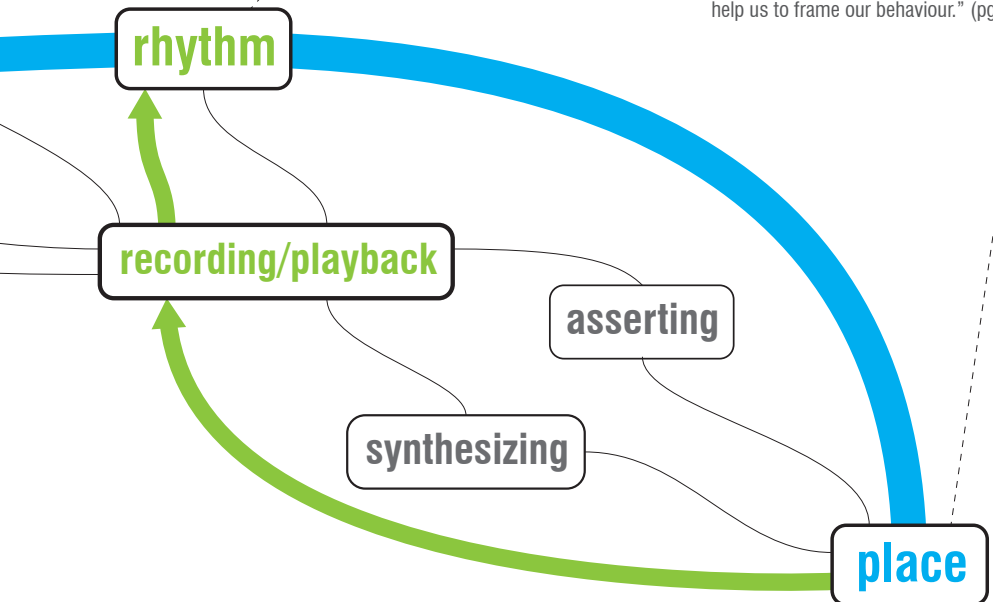 help us to frame our behaviour.” (pg
rhythm
recording/playback
asserting
synthesizing
place